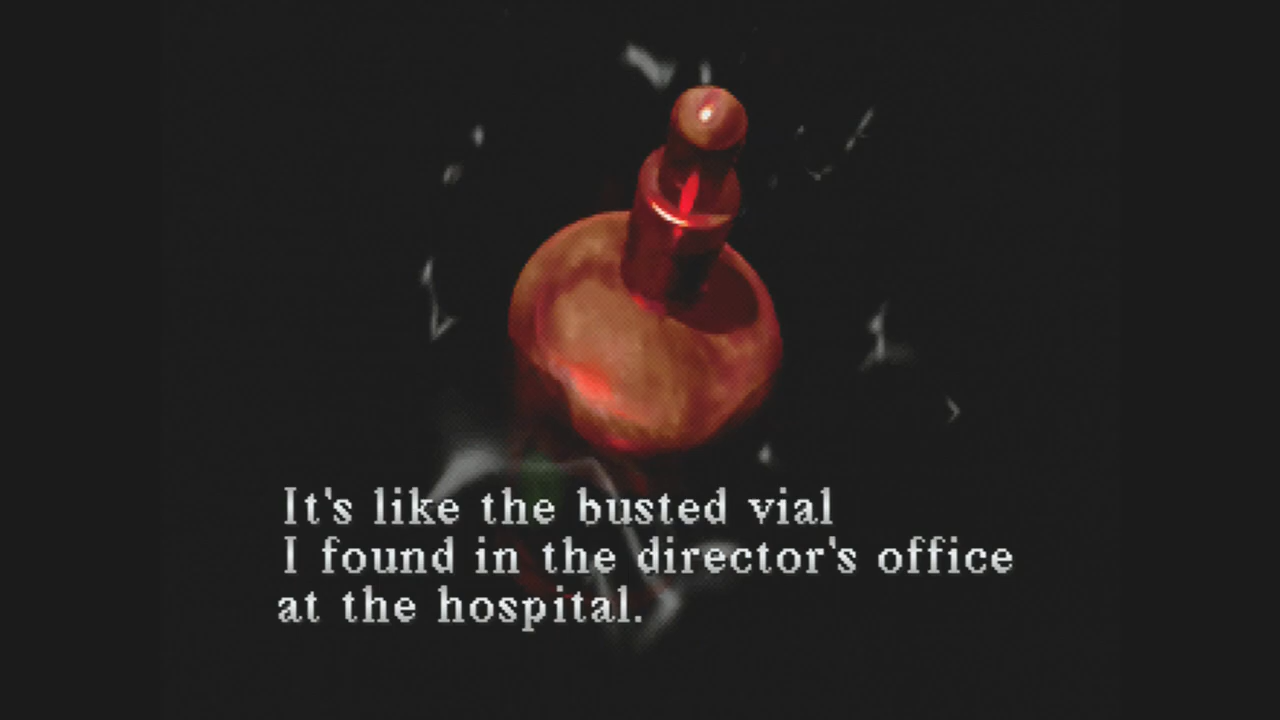 It's like the busted vial
I found in the director's office
at the hospital.